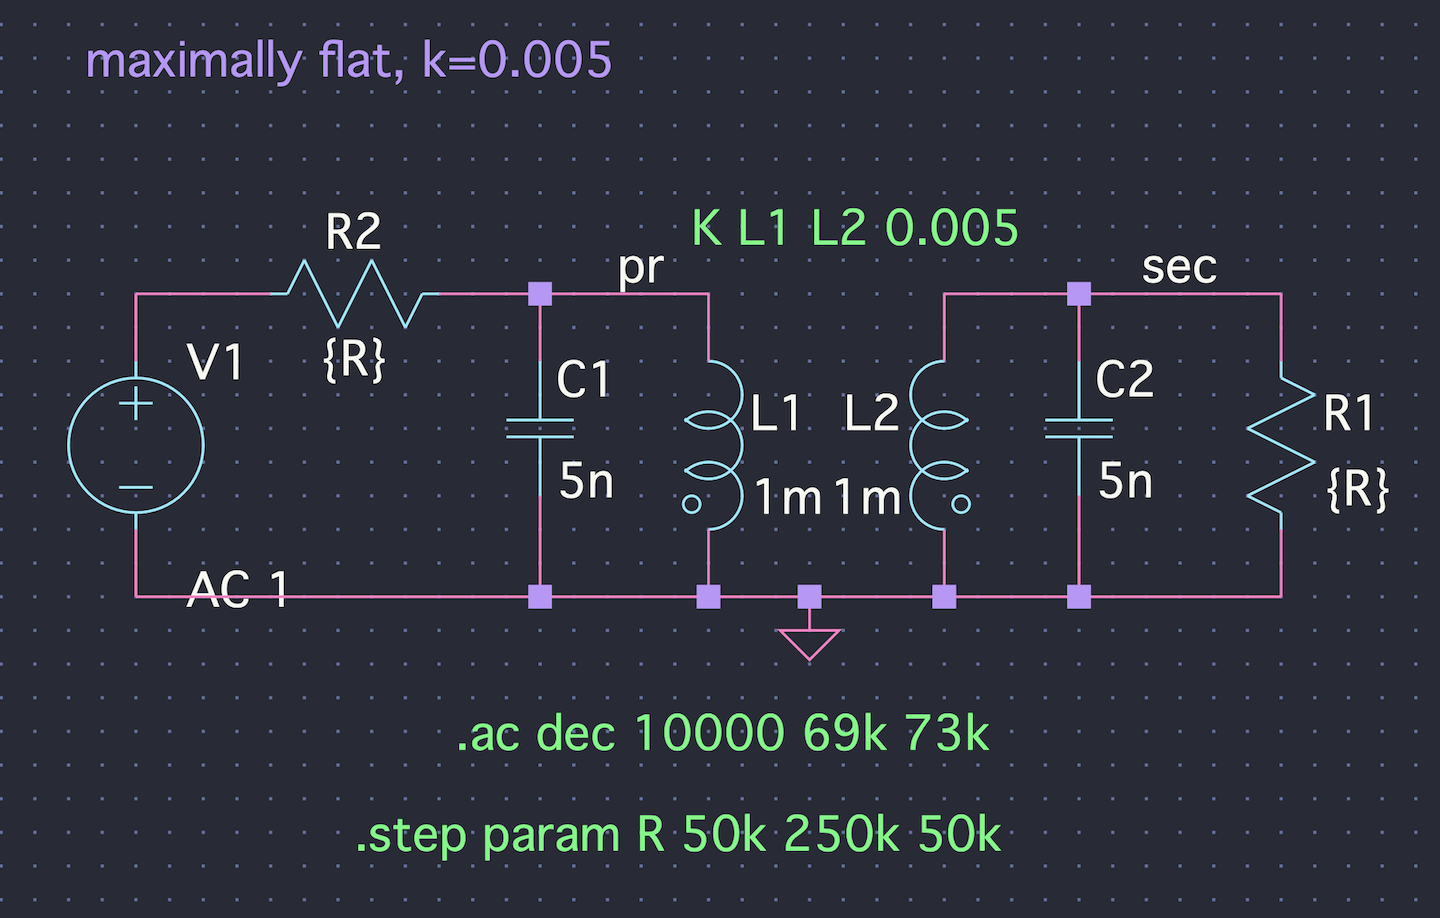 maximally flat, k=0.005
R2
K L1 L2 0.005
pr
sec
V1
{R}
C1
C2
L1
L2
R1
5n
1m
1m
5n
{R}
AC 1
.ac dec 10000 69k 73k
.step param R 50k 250k 50k